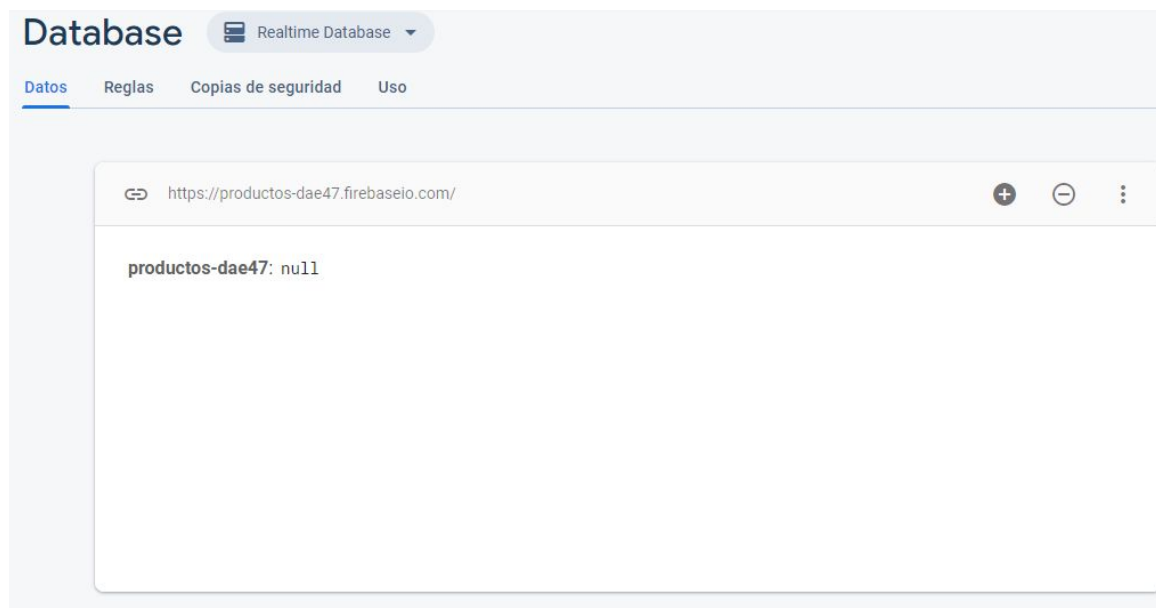 Database Realtime Database
Datos Reglas Copias de seguridad Uso
https://productos-dae47.firebaseio.com/
productos-dae47: null